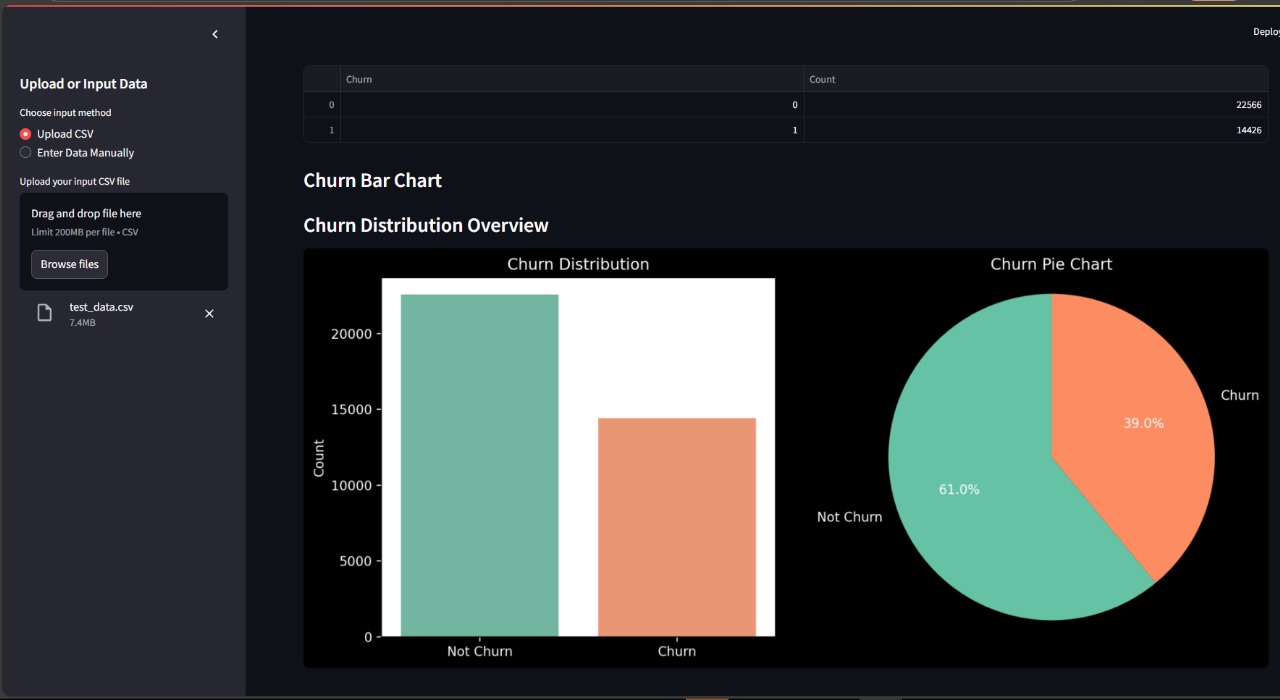 Deploy
Upload or Input Data
Choose input method
Upload CSV
Enter Data Manually
Upload your input CSV file
Drag and drop file here
Limit 200MB per file • CSV
Browse files
test_data.csv
7.4MB
Churn Count
0 0 22566
1 1 14426
Churn Bar Chart
Churn Distribution Overview
Churn Distribution
Count
20000
15000
10000
5000
0
Not Churn Churn
Churn Pie Chart
Churn
39.0%
61.0%
Not Churn